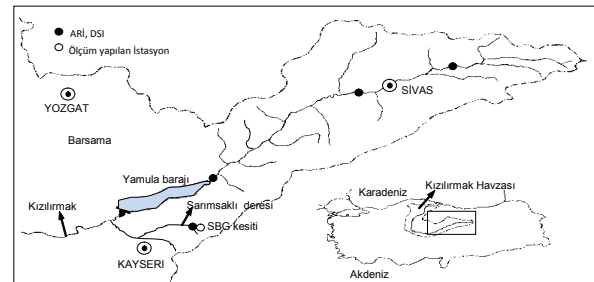 ARİ, DSI
Ölçüm yapılan İstasyon
YOZGAT
SİVAS
Barsama
Yamula barajı
Kızılırmak
Sarımsaklı deresi
SBG kesiti
KAYSERI
Karadeniz
Kızılırmak Havzası
Akdeniz